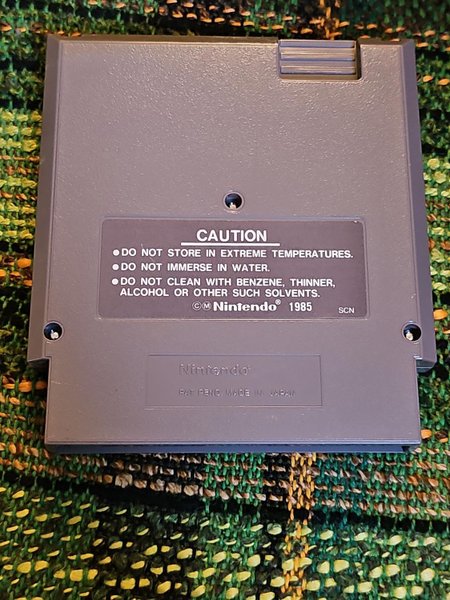 CAUTION
●DO NOT STORE IN EXTREME TEMPERATURES.
●DO NOT IMMERSE IN WATER.
●DO NOT CLEAN WITH BENZENE, THINNER,
ALCOHOL OR OTHER SUCH SOLVENTS.
©Ⓜ Nintendo® 1985 SCN
Nintendo®
PAT. PEND. MADE IN JAPAN